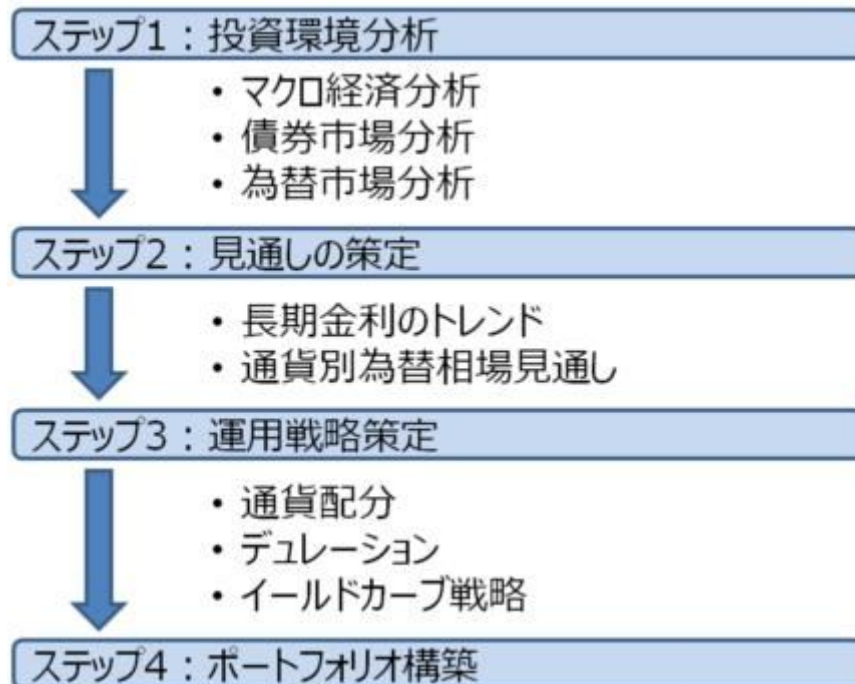 ステップ1：投資環境分析
・マクロ経済分析
・債券市場分析
・為替市場分析
ステップ2：見通しの策定
・長期金利のトレンド
・通貨別為替相場見通し
ステップ3：運用戦略策定
・通貨配分
・デュレーション
・イールドカーブ戦略
ステップ4：ポートフォリオ構築